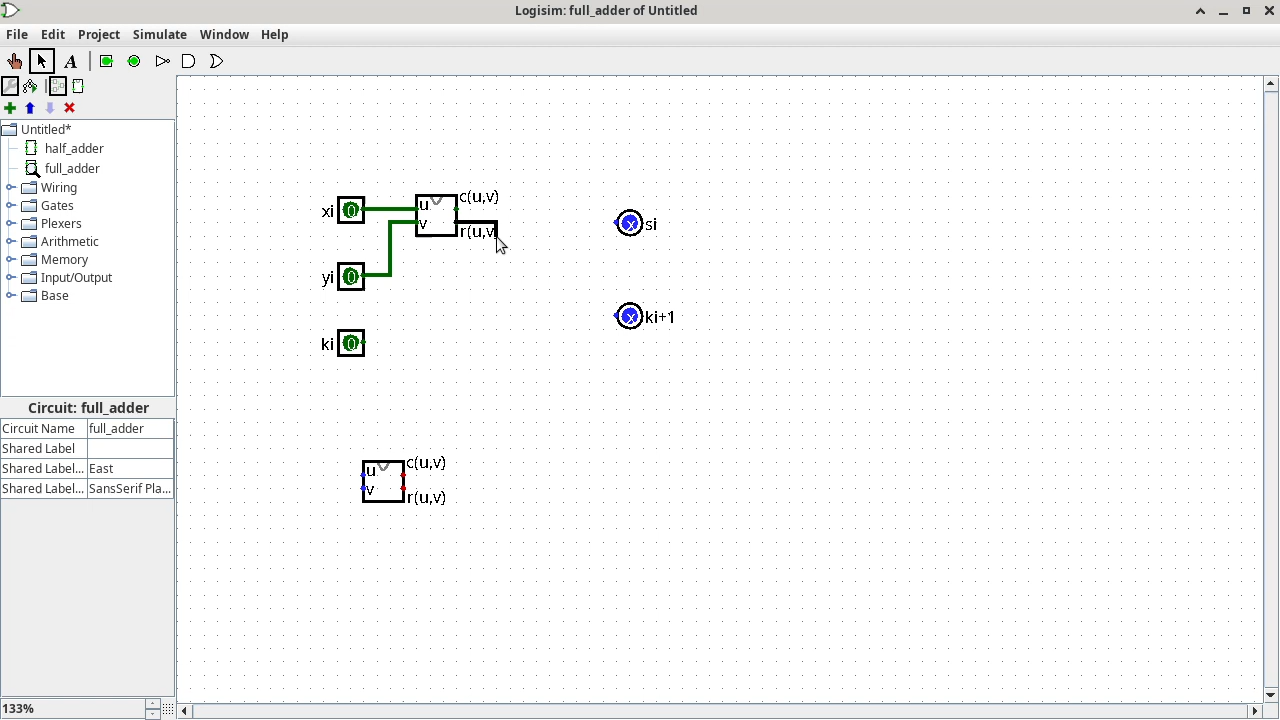 Logisim: full_adder of Untitled
File Edit Project Simulate Window Help
A
Untitled*
half_adder
full_adder
Wiring
Gates
Plexers
Arithmetic
Memory
Input/Output
Base
Circuit: full_adder
Circuit Name full_adder
Shared Label
Shared Label... East
Shared Label... SansSerif Pla...
133%
xi 0 u c(u,v)
v r(u,v)
x si
yi 0
x ki+1
ki 0
u c(u,v)
v r(u,v)